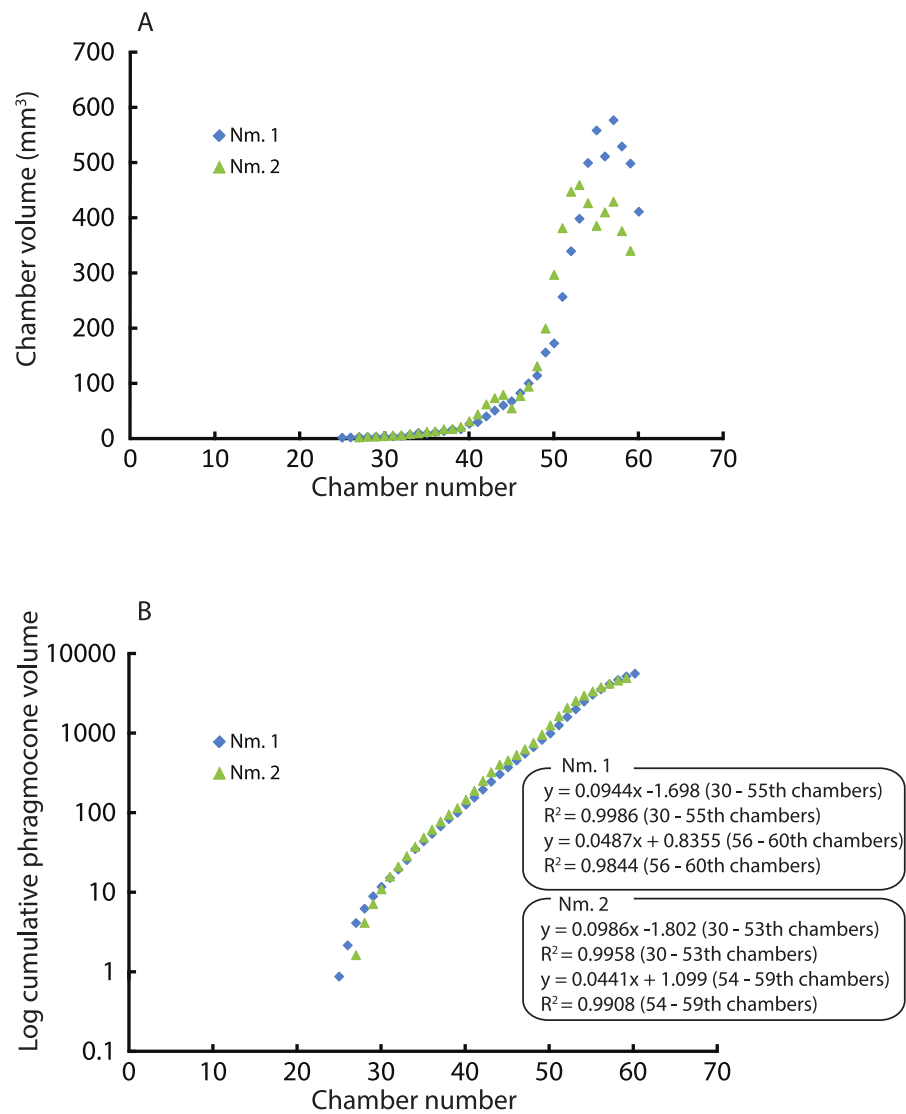 A
Chamber volume (mm³)
700
600
500
400
300
200
100
0
Nm. 1
Nm. 2
0 10 20 30 40 50 60 70
Chamber number
B
Log cumulative phragmocone volume
10000
1000
100
10
1
0.1
Nm. 1
Nm. 2
Nm. 1
y = 0.0944x -1.698 (30 - 55th chambers)
R² = 0.9986 (30 - 55th chambers)
y = 0.0487x + 0.8355 (56 - 60th chambers)
R² = 0.9844 (56 - 60th chambers)
Nm. 2
y = 0.0986x -1.802 (30 - 53th chambers)
R² = 0.9958 (30 - 53th chambers)
y = 0.0441x + 1.099 (54 - 59th chambers)
R² = 0.9908 (54 - 59th chambers)
0 10 20 30 40 50 60 70
Chamber number